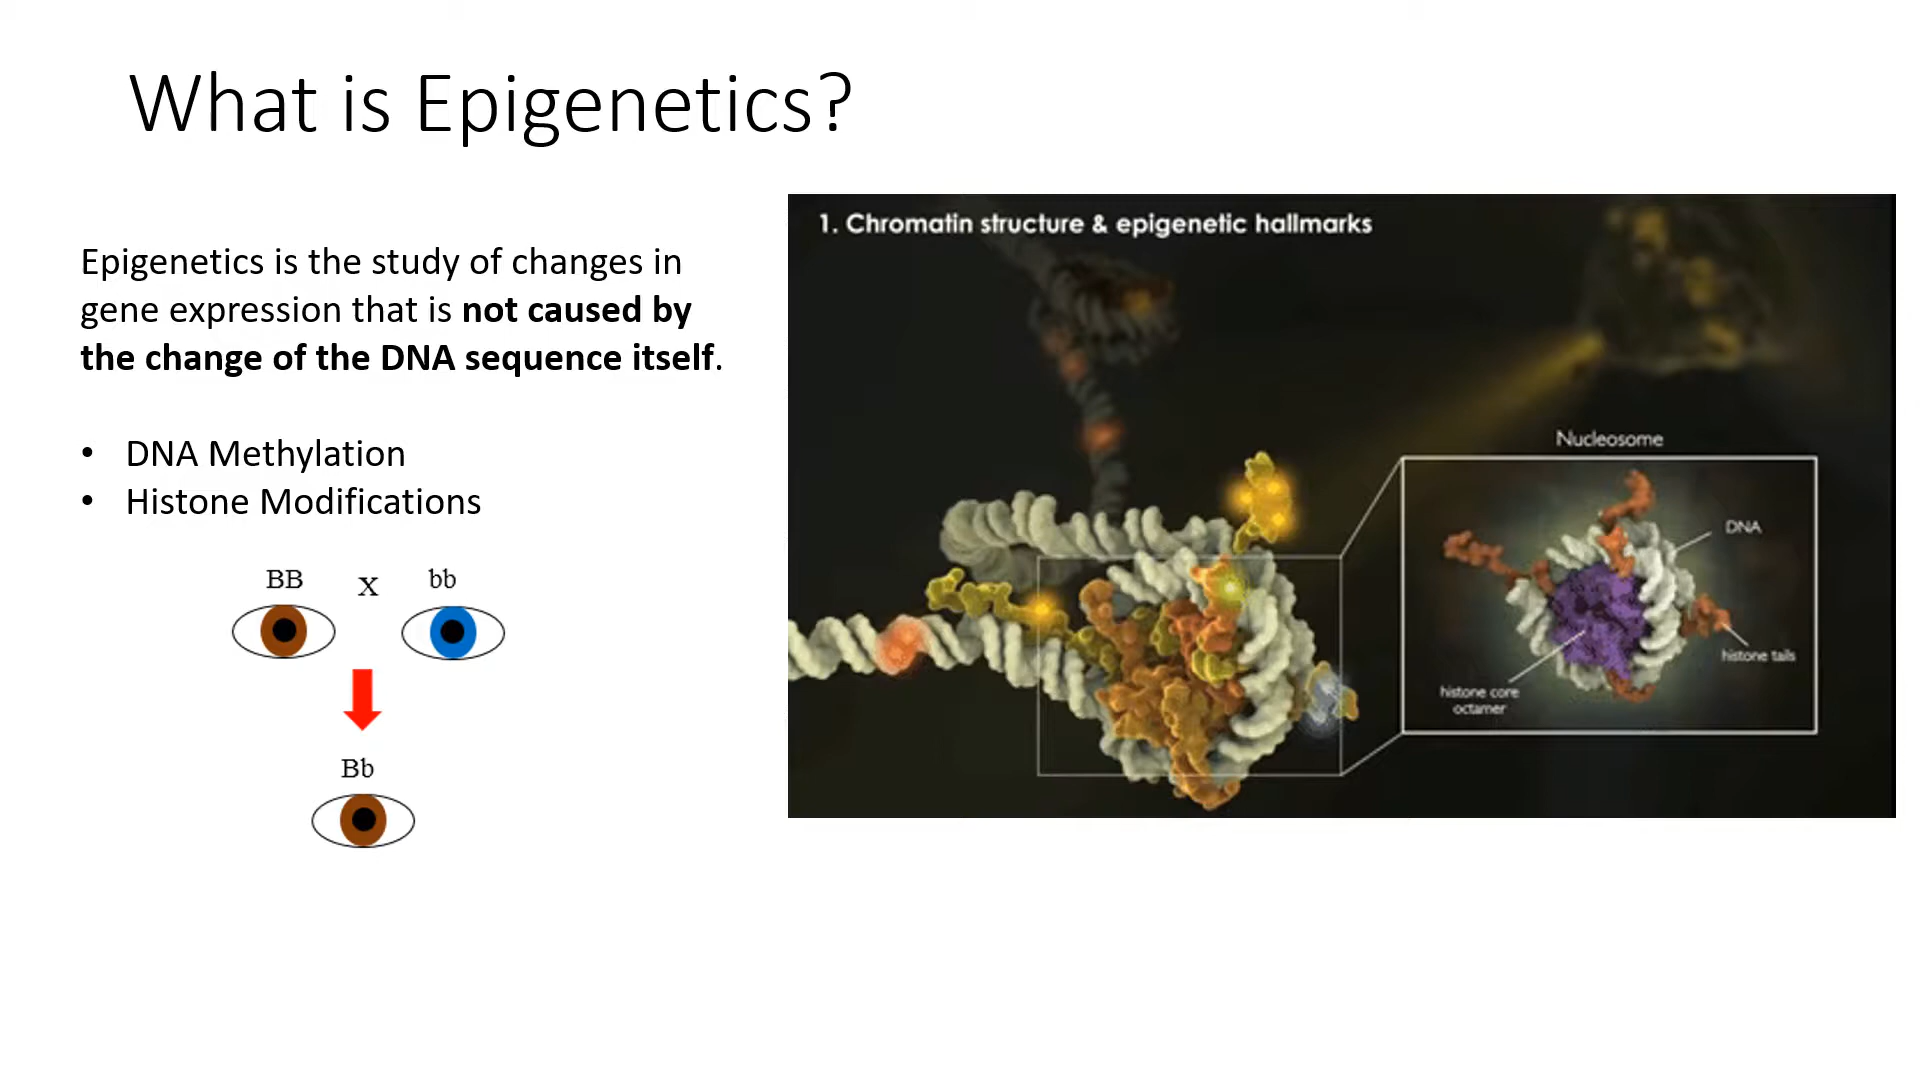 What is Epigenetics?
Epigenetics is the study of changes in
gene expression that is not caused by
the change of the DNA sequence itself.
• DNA Methylation
• Histone Modifications
BB X bb
Bb
1. Chromatin structure & epigenetic hallmarks
Nucleosome
DNA
histone tails
histone core
octamer